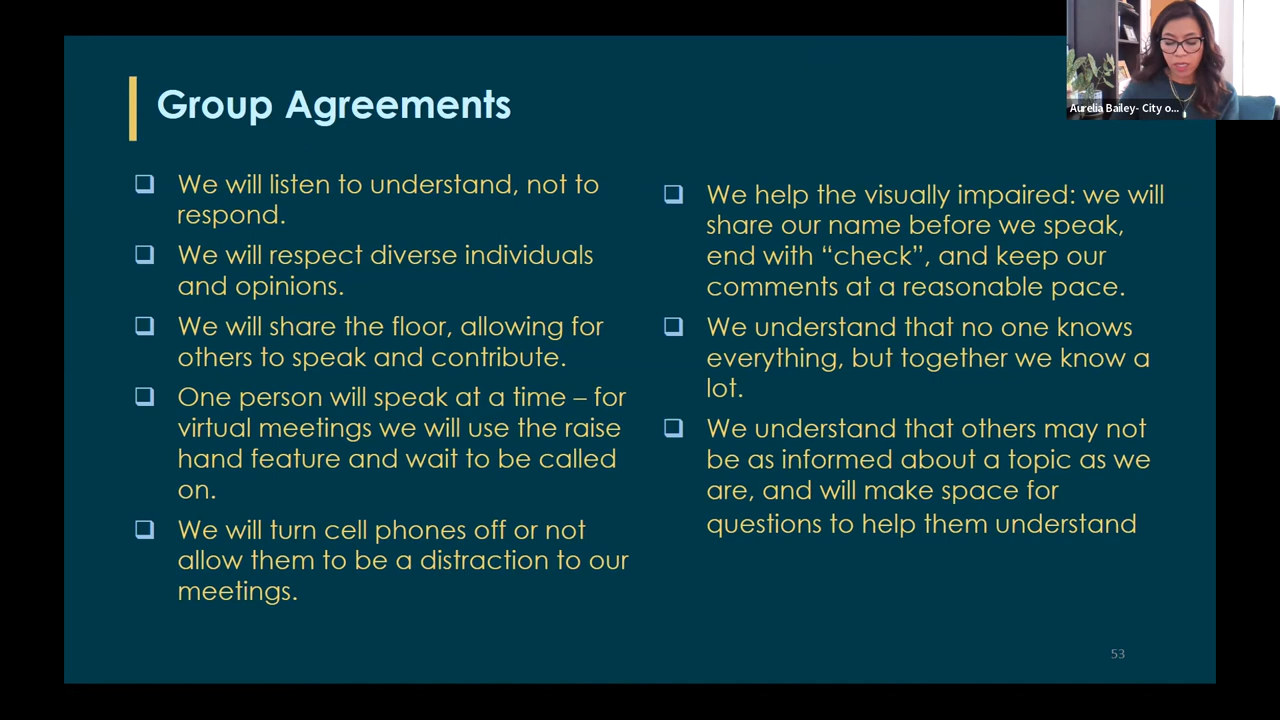 Group Agreements
We will listen to understand, not to
respond.
We will respect diverse individuals
and opinions.
We will share the floor, allowing for
others to speak and contribute.
One person will speak at a time – for
virtual meetings we will use the raise
hand feature and wait to be called
on.
We will turn cell phones off or not
allow them to be a distraction to our
meetings.
We help the visually impaired: we will
share our name before we speak,
end with “check”, and keep our
comments at a reasonable pace.
We understand that no one knows
everything, but together we know a
lot.
We understand that others may not
be as informed about a topic as we
are, and will make space for
questions to help them understand
53
Aurelia Bailey- City o...